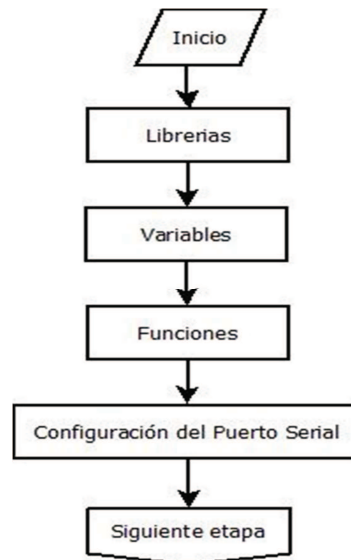 Inicio
Librerias
Variables
Funciones
Configuración del Puerto Serial
Siguiente etapa